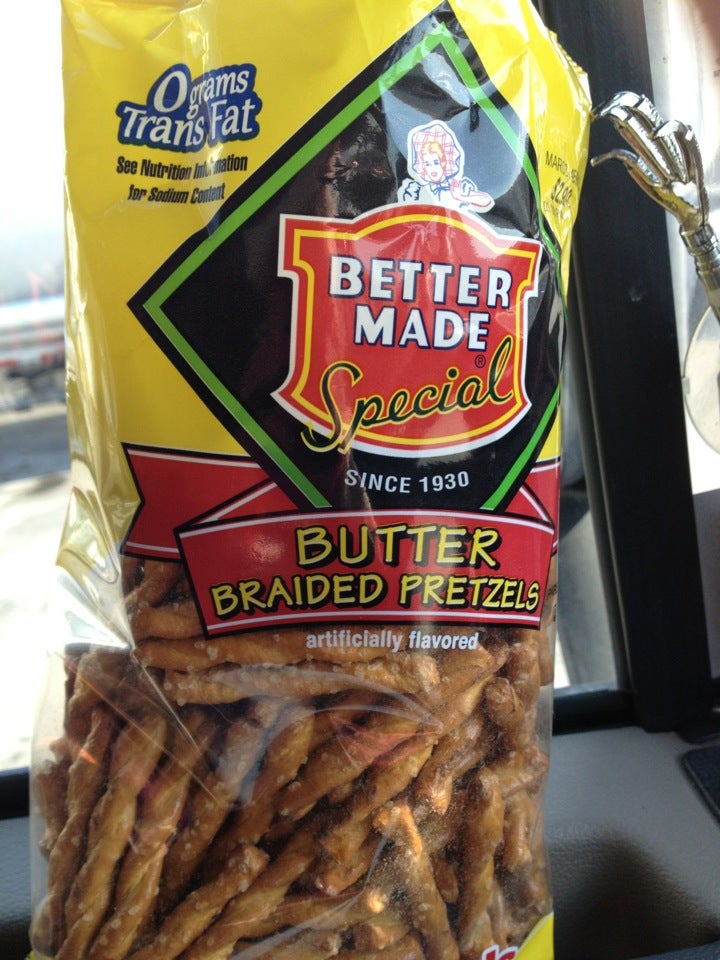 0 grams
Trans Fat
See Nutrition Information
for Sodium Content
BETTER
MADE
Special®
SINCE 1930
BUTTER
BRAIDED PRETZELS
artificially flavored